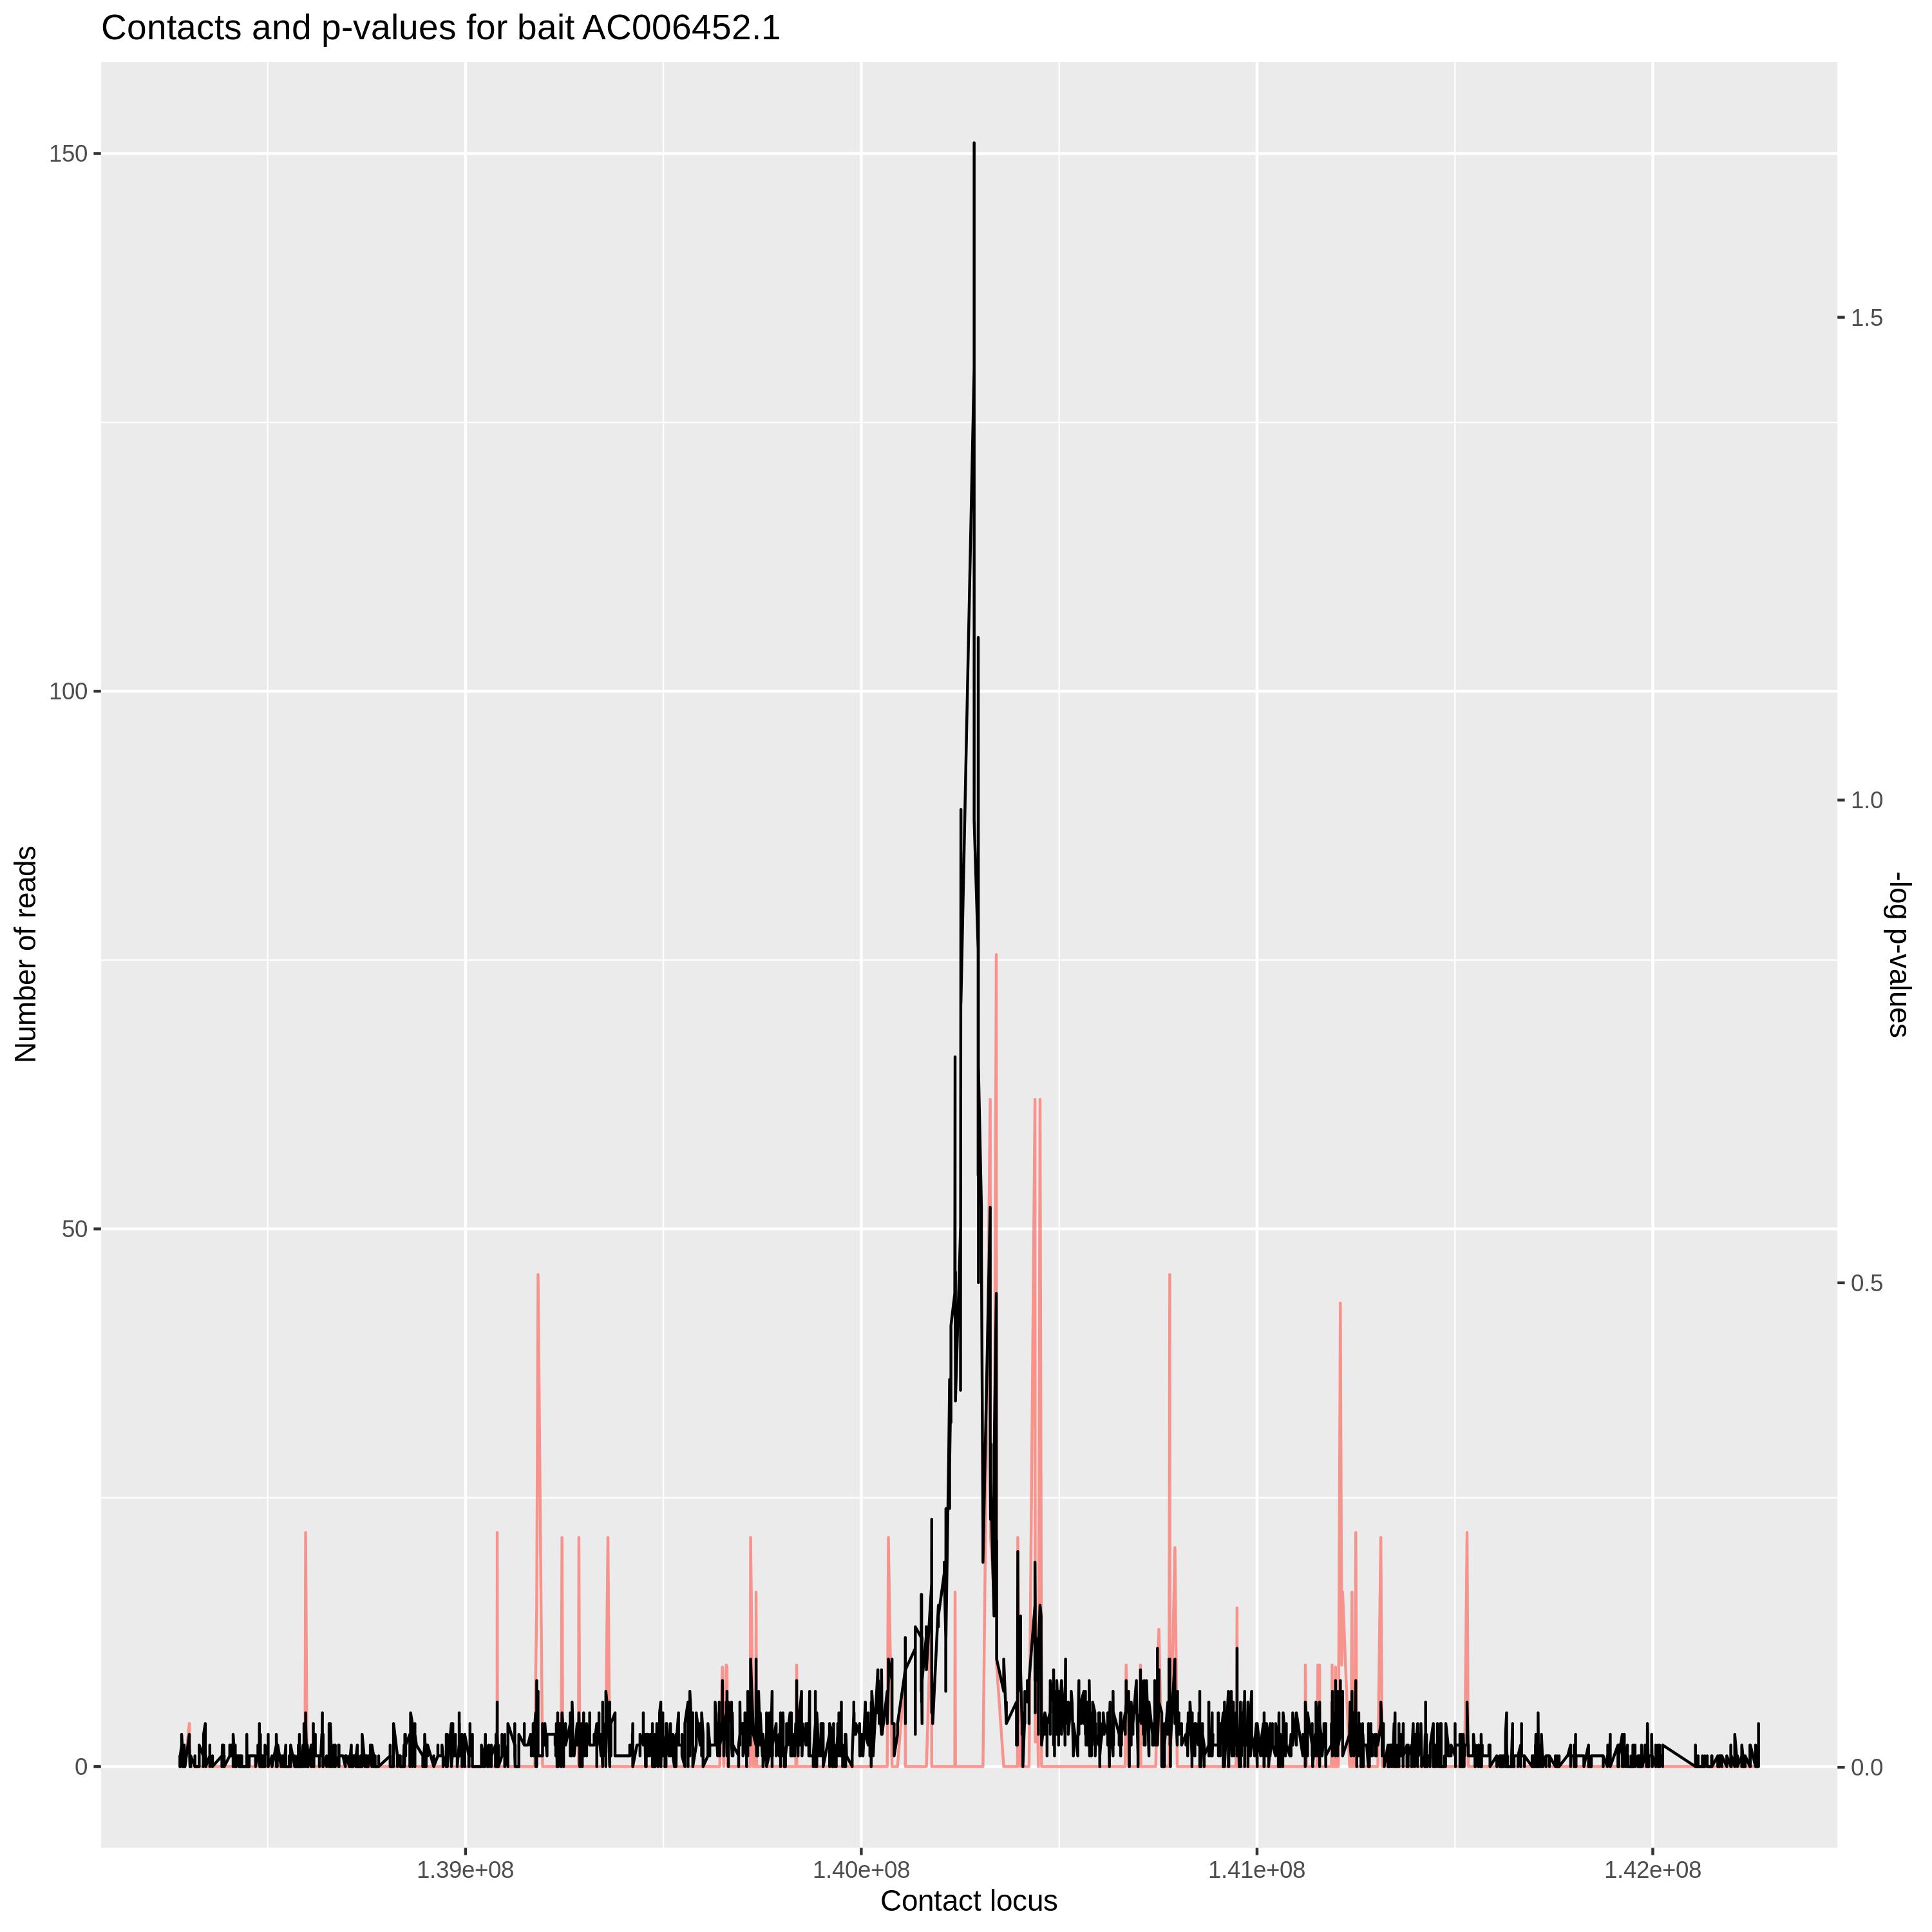 Contacts and p-values for bait AC006452.1
150
100
50
0
Number of reads
1.5
1.0
0.5
0.0
-log p-values
1.39e+08
1.40e+08
1.41e+08
1.42e+08
Contact locus